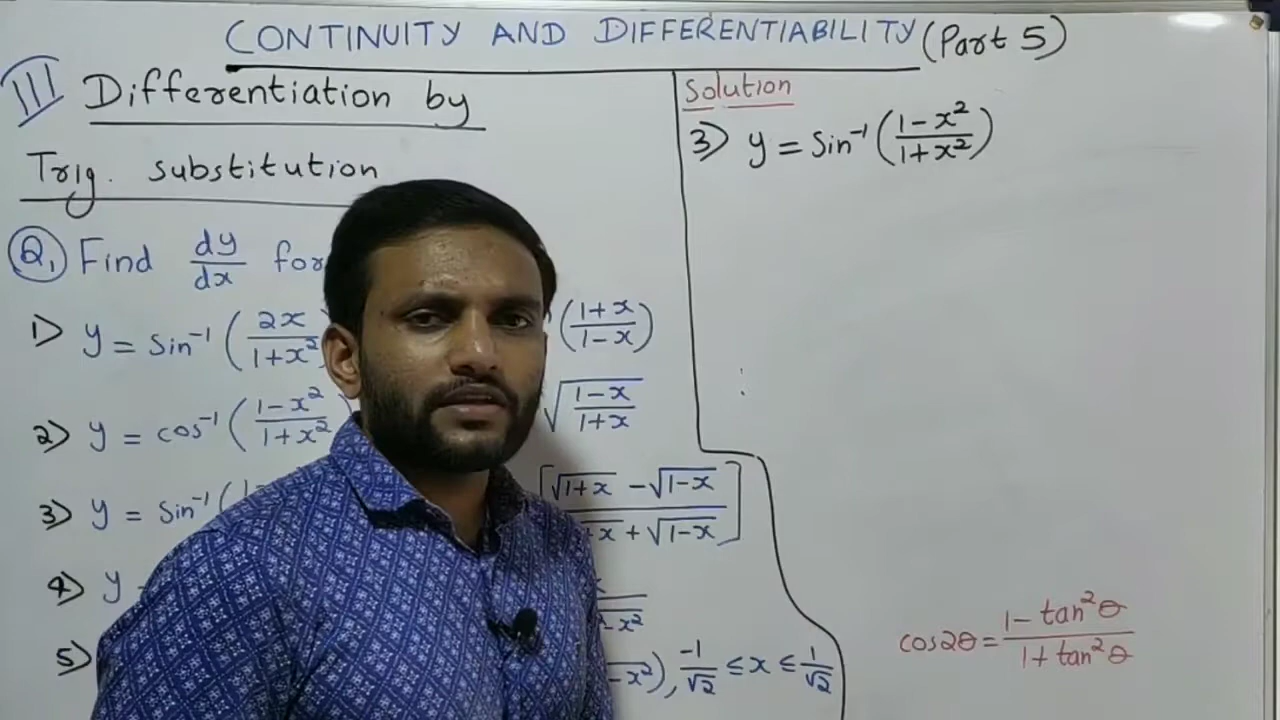 CONTINUITY AND DIFFERENTIABILITY (Part 5)
III Differentiation by
Trig. substitution
Q, Find dy/dx for
1) y = Sin⁻¹ (2x/1+x²
2) y = cos⁻¹ (1-x²/1+x²)
3) y = Sin⁻¹ (1-
4) y
5)
(1+x/1-x)
√(1-x/1+x)
[√1+x - √1-x / +x + √1-x]
-x²
-x²), -1/√2 ≤ x ≤ 1/√2
Solution
3) y = Sin⁻¹ (1-x²/1+x²)
cos2θ = 1-tan²θ/1+tan²θ